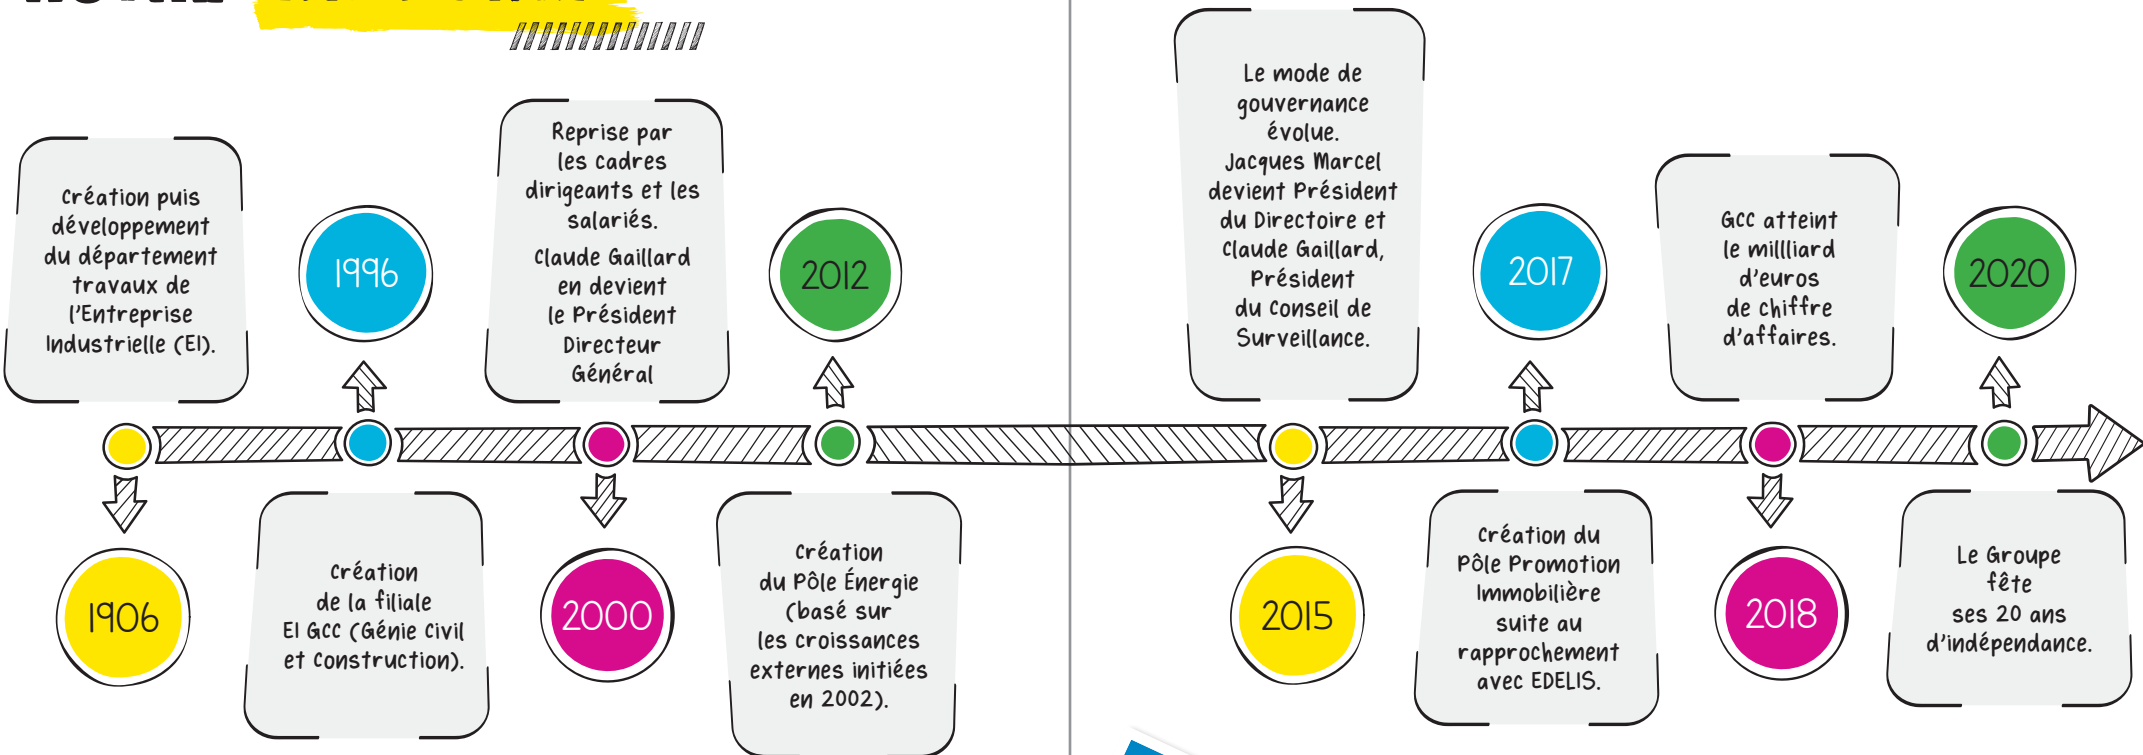 Création puis
développement
du département
travaux de
l'Entreprise
Industrielle (EI).
1906
1996
Création
de la filiale
EI GCC (Génie Civil
et Construction).
Reprise par
les cadres
dirigeants et les
salariés.
Claude Gaillard
en devient
le Président
Directeur
Général
2000
2012
Création
du Pôle Énergie
(basé sur
les croissances
externes initiées
en 2002).
Le mode de
gouvernance
évolue.
Jacques Marcel
devient Président
du Directoire et
Claude Gaillard,
Président
du Conseil de
Surveillance.
2015
2017
Création du
Pôle Promotion
Immobilière
suite au
rapprochement
avec EDELIS.
GCC atteint
le millliard
d'euros
de chiffre
d'affaires.
2018
2020
Le Groupe
fête
ses 20 ans
d'indépendance.